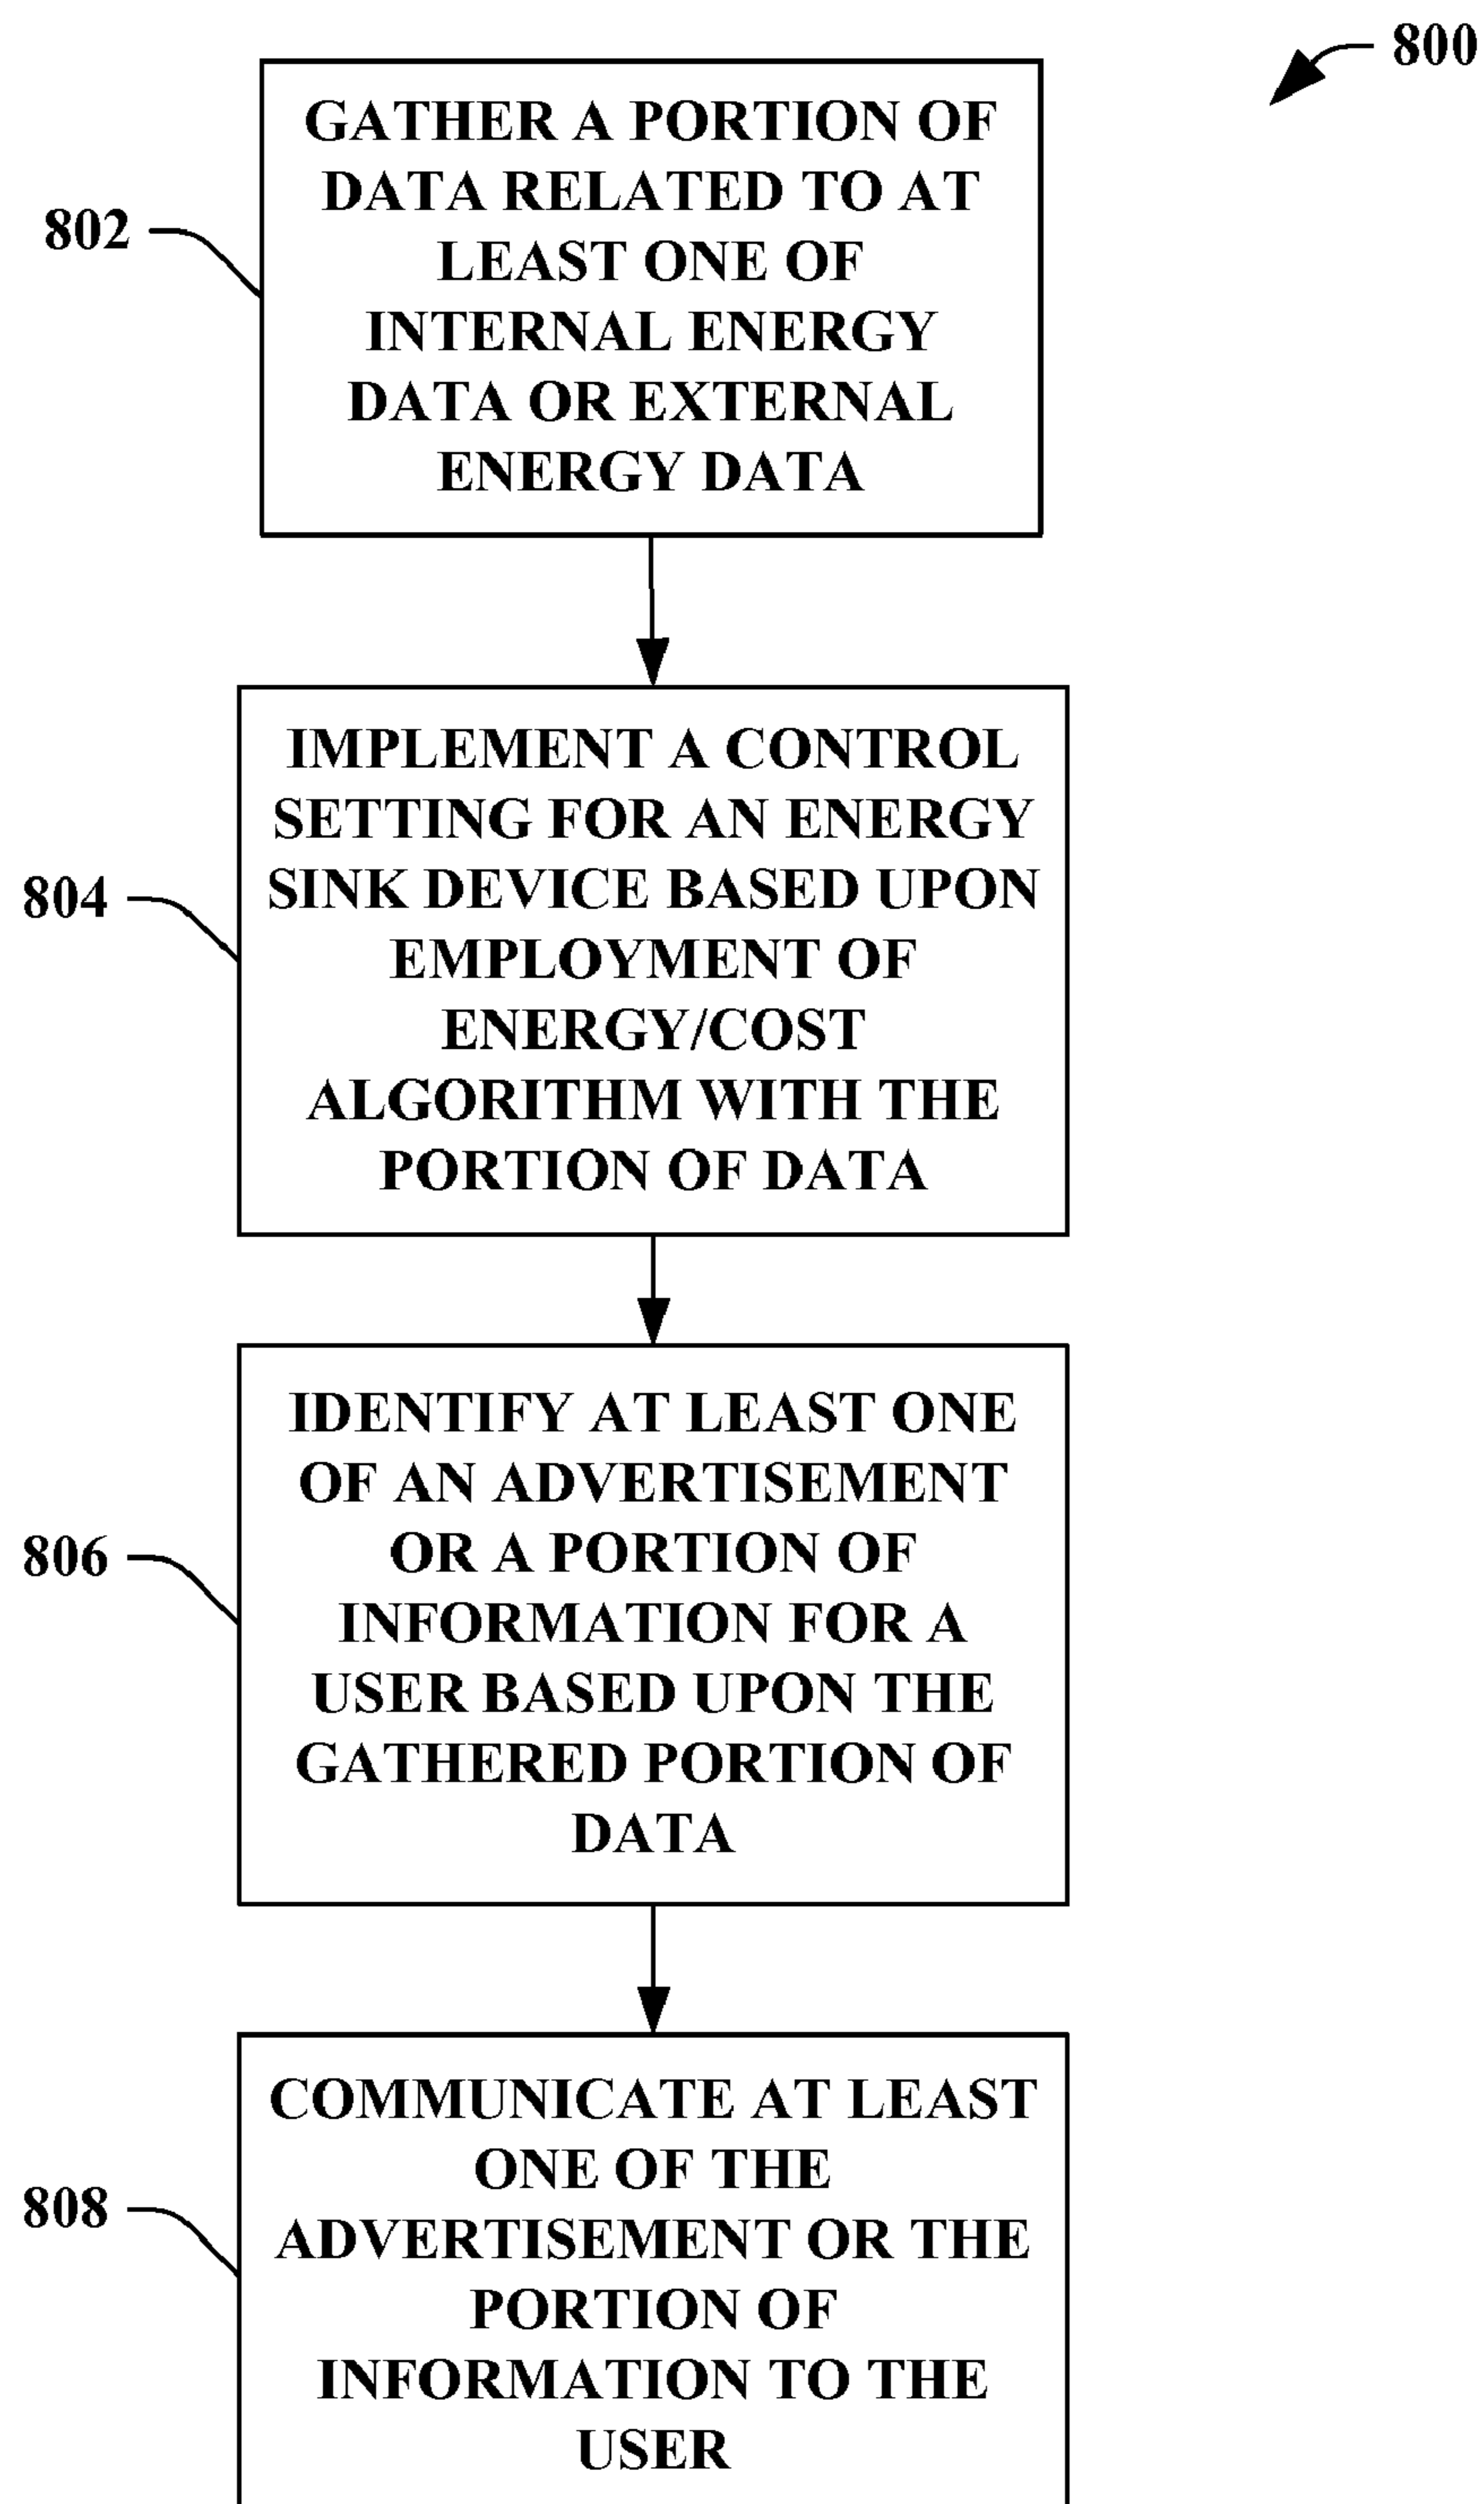 800
GATHER A PORTION OF
DATA RELATED TO AT
LEAST ONE OF
INTERNAL ENERGY
DATA OR EXTERNAL
ENERGY DATA
802
IMPLEMENT A CONTROL
SETTING FOR AN ENERGY
SINK DEVICE BASED UPON
EMPLOYMENT OF
ENERGY/COST
ALGORITHM WITH THE
PORTION OF DATA
804
IDENTIFY AT LEAST ONE
OF AN ADVERTISEMENT
OR A PORTION OF
INFORMATION FOR A
USER BASED UPON THE
GATHERED PORTION OF
DATA
806
COMMUNICATE AT LEAST
ONE OF THE
ADVERTISEMENT OR THE
PORTION OF
INFORMATION TO THE
USER
808